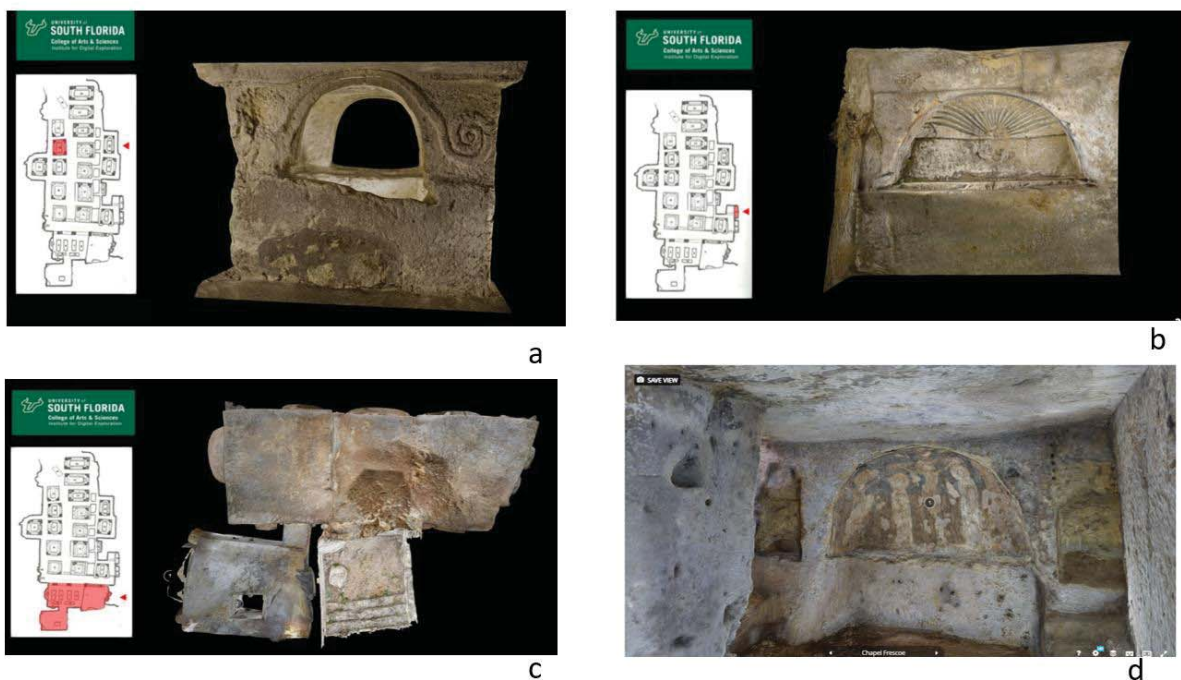 UNIVERSITY of
SOUTH FLORIDA
College of Arts & Sciences
Institute for Digital Exploration
a
UNIVERSITY of
SOUTH FLORIDA
College of Arts & Sciences
Institute for Digital Exploration
b
UNIVERSITY of
SOUTH FLORIDA
College of Arts & Sciences
Institute for Digital Exploration
c
SAVE VIEW
Chapel Frescoe
?
d